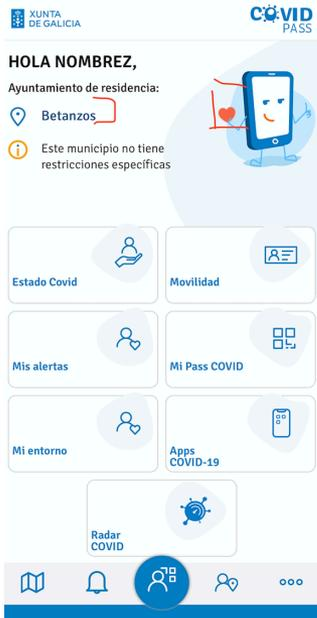 XUNTA
DE GALICIA
COVID
PASS
HOLA NOMBREZ,
Ayuntamiento de residencia:
Betanzos
Este municipio no tiene
restricciones específicas
Estado Covid
Movilidad
Mis alertas
Mi Pass COVID
Mi entorno
Apps
COVID-19
Radar
COVID